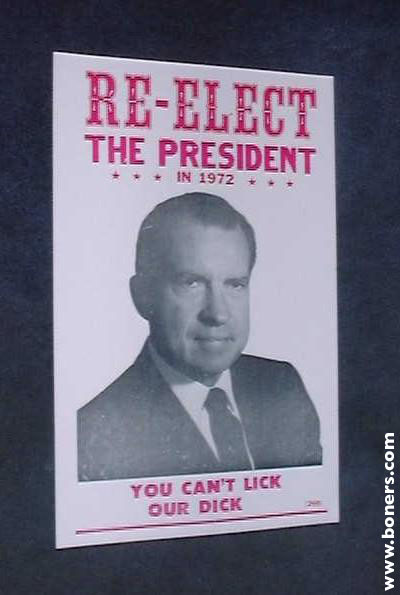 RE-ELECT
THE PRESIDENT
IN 1972
YOU CAN'T LICK
OUR DICK
www.boners.com